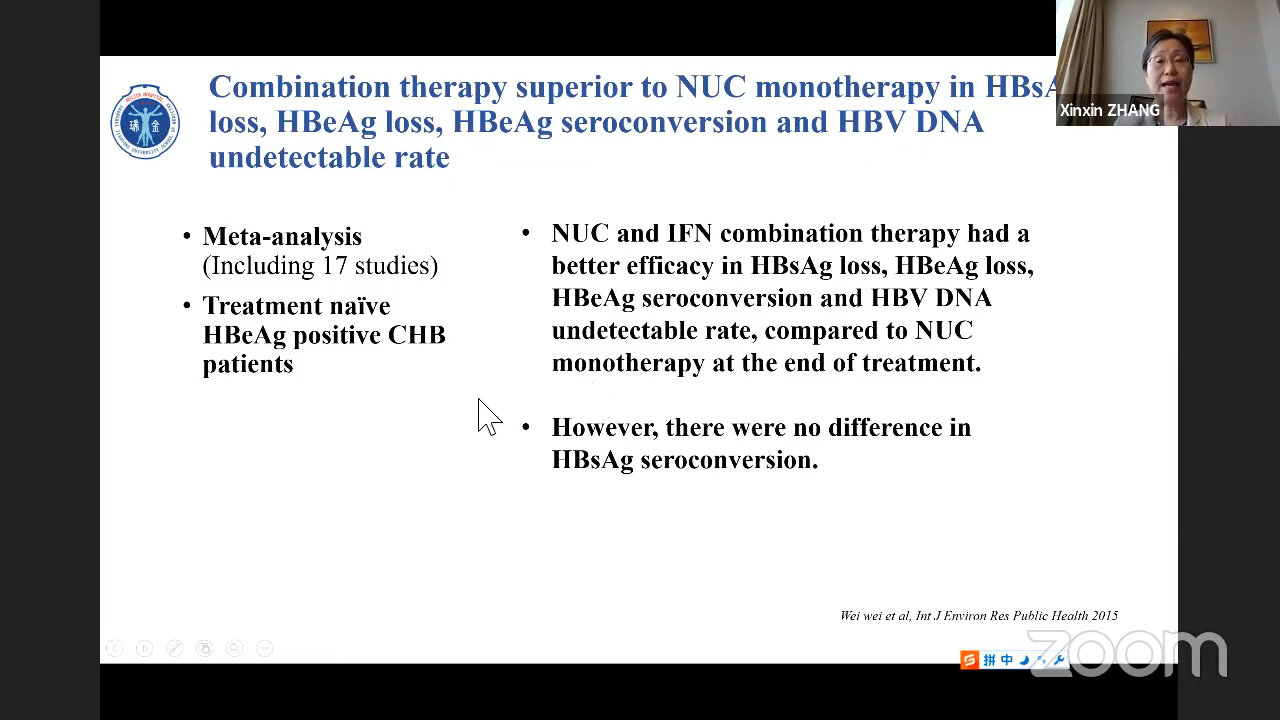 Combination therapy superior to NUC monotherapy in HBsA
loss, HBeAg loss, HBeAg seroconversion and HBV DNA
undetectable rate
Xinxin ZHANG
• Meta-analysis
(Including 17 studies)
• Treatment naïve
HBeAg positive CHB
patients
• NUC and IFN combination therapy had a
better efficacy in HBsAg loss, HBeAg loss,
HBeAg seroconversion and HBV DNA
undetectable rate, compared to NUC
monotherapy at the end of treatment.
• However, there were no difference in
HBsAg seroconversion.
Wei wei et al, Int J Environ Res Public Health 2015
拼 中
zoom
瑞 金